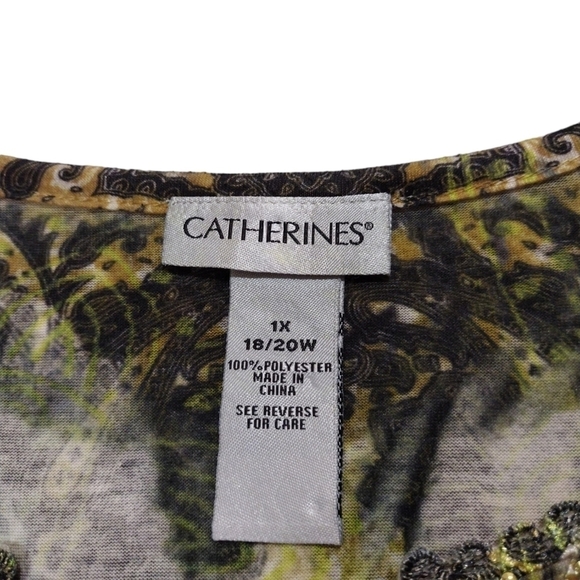 CATHERINES®
1X
18/20W
100% POLYESTER
MADE IN
CHINA
SEE REVERSE
FOR CARE